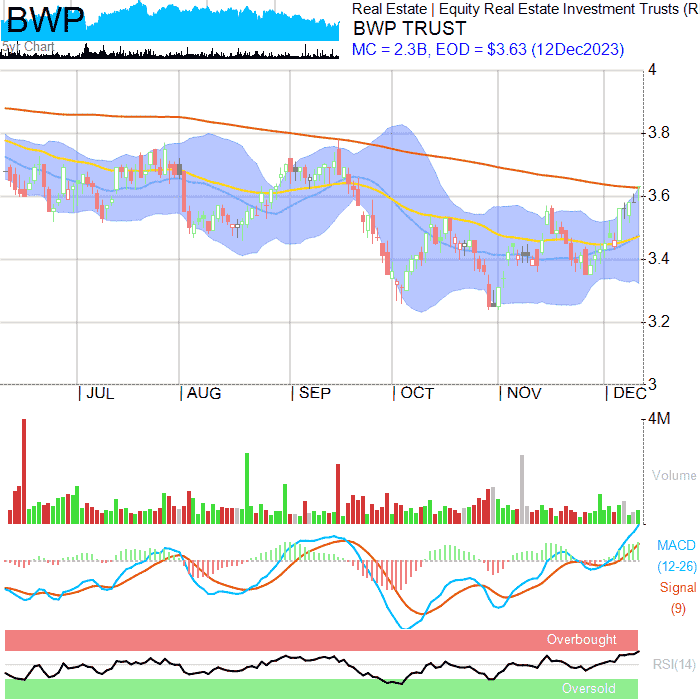 BWP
5yr Chart
Real Estate | Equity Real Estate Investment Trusts (R
BWP TRUST
MC = 2.3B, EOD = $3.63 (12Dec2023)
4
3.8
3.6
3.4
3.2
3
| JUL | AUG | SEP | OCT | NOV | DEC
4M
Volume
MACD
(12-26)
Signal
(9)
Overbought
RSI(14)
Oversold